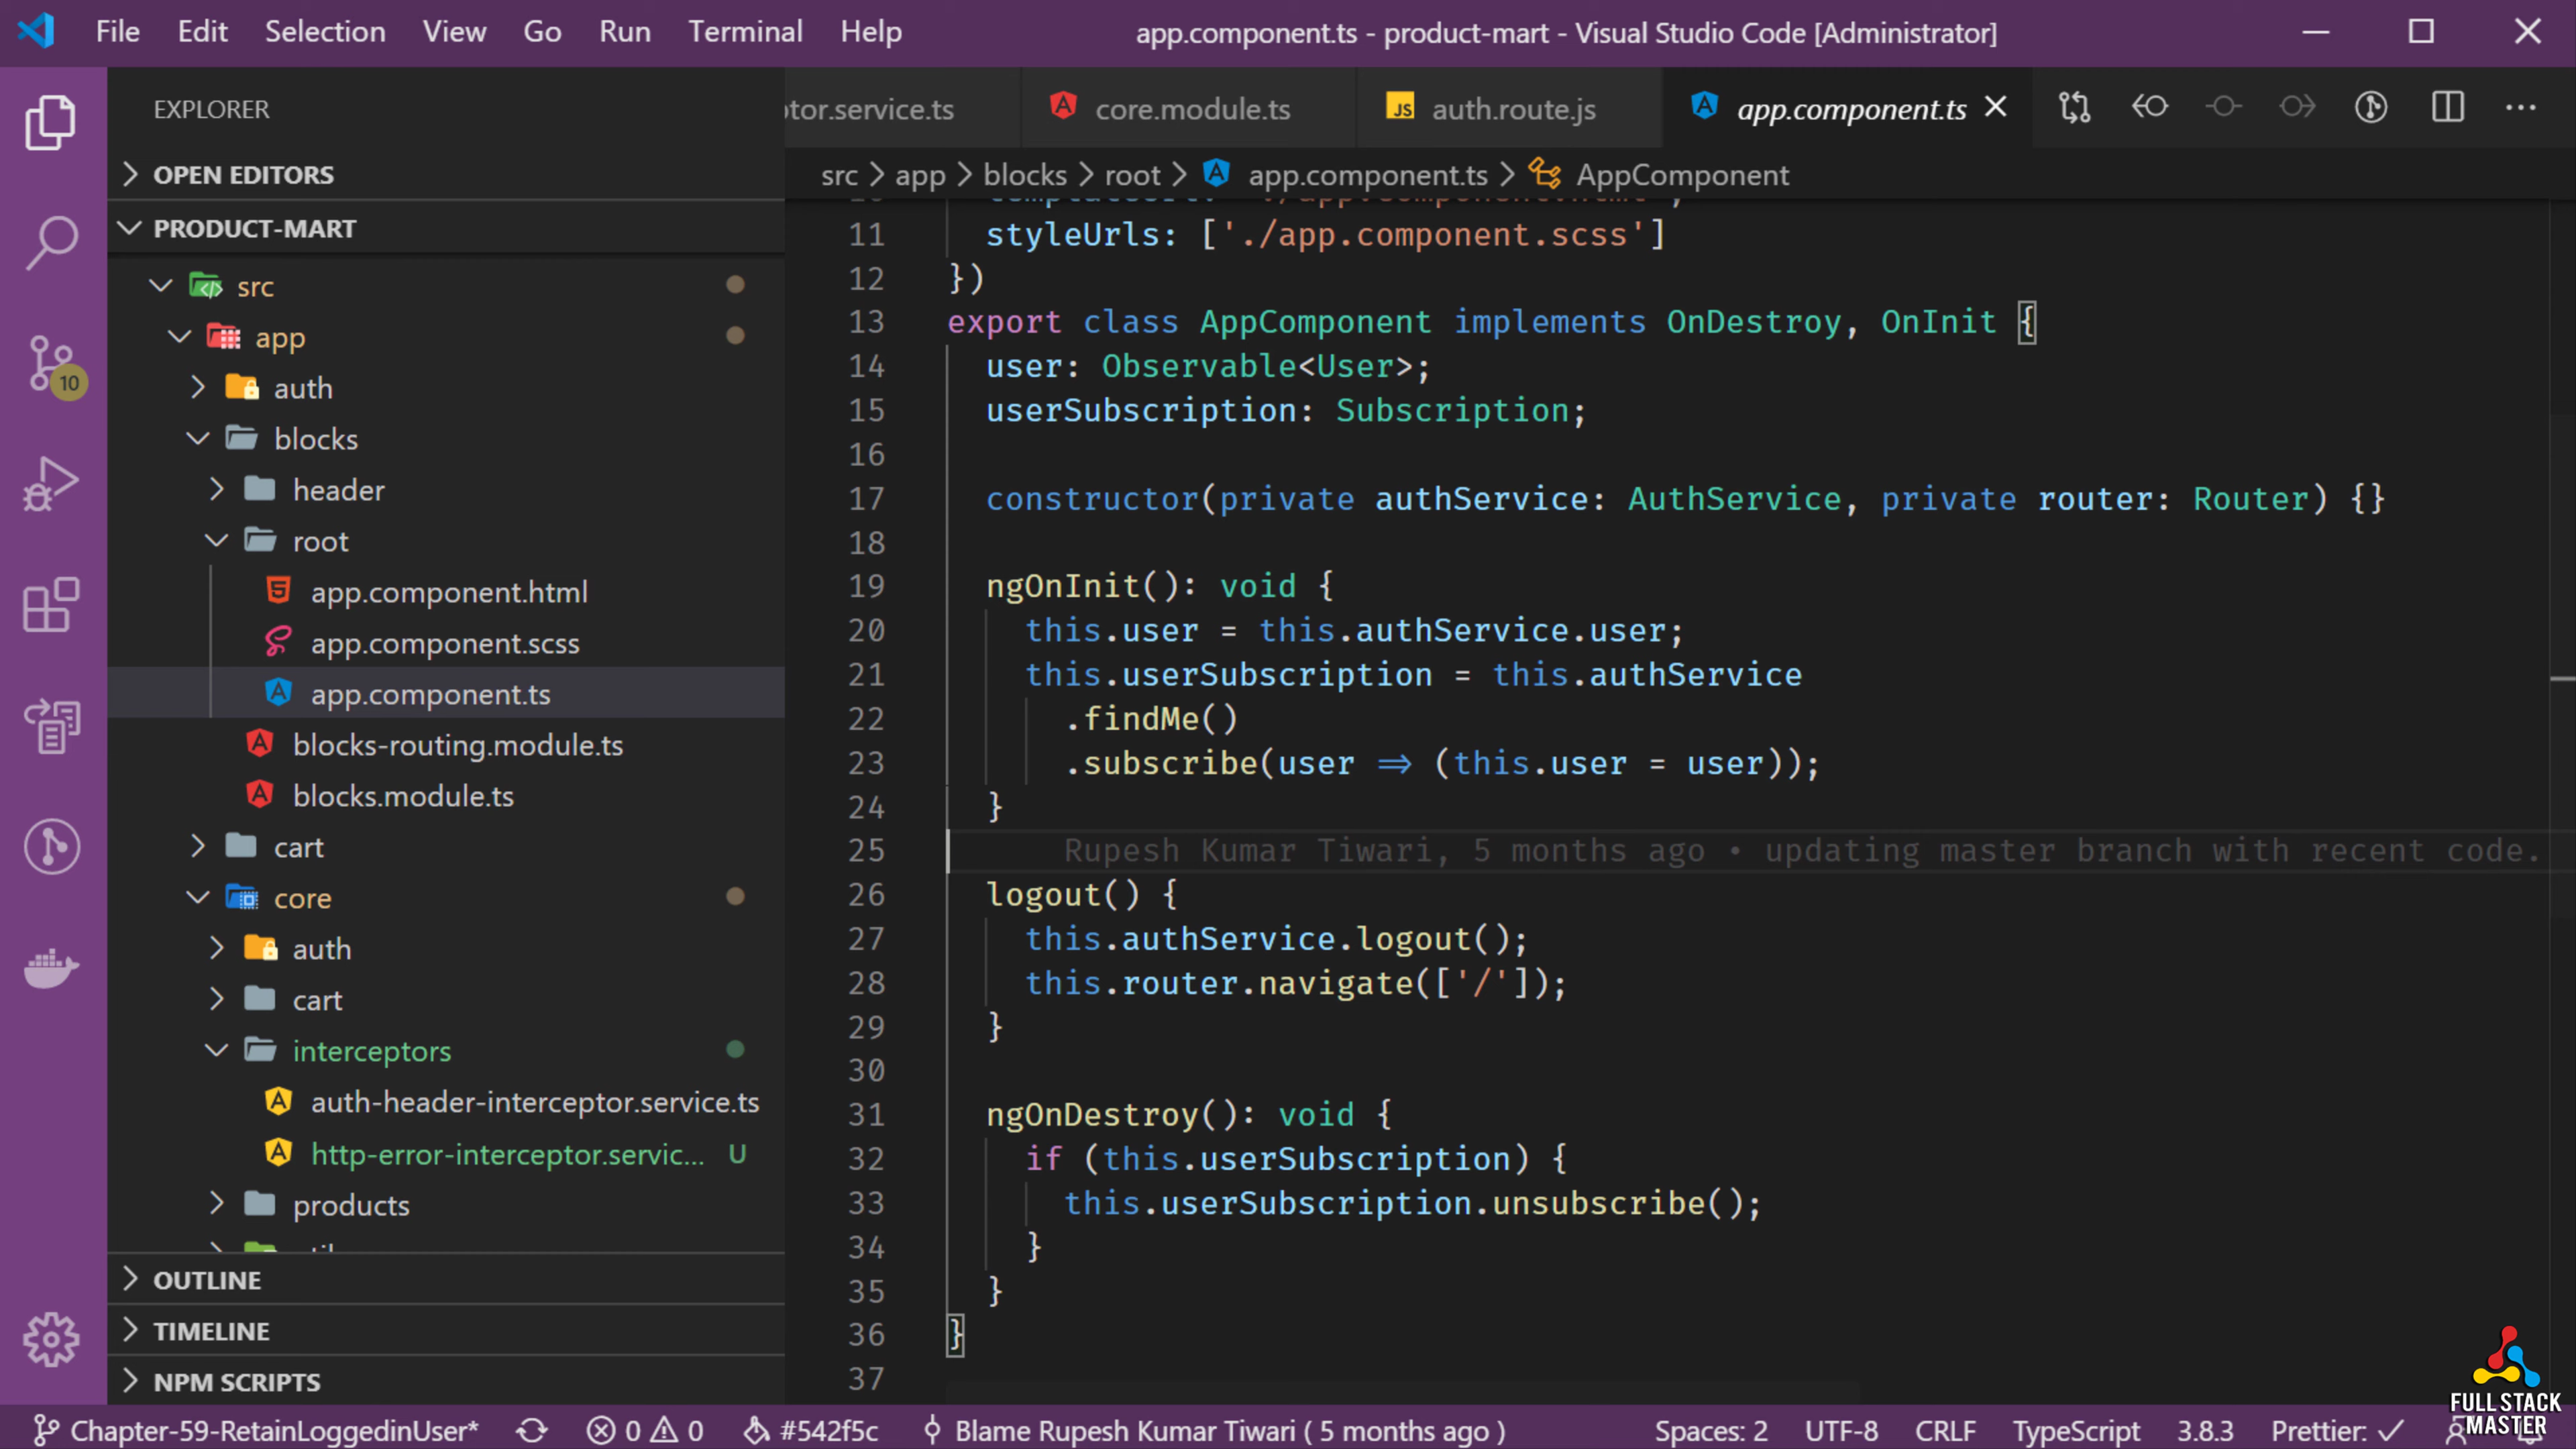 File Edit Selection View Go Run Terminal Help
app.component.ts - product-mart - Visual Studio Code [Administrator]
EXPLORER
tor.service.ts
core.module.ts
JS auth.route.js
app.component.ts
OPEN EDITORS
src > app > blocks > root > app.component.ts > AppComponent
PRODUCT-MART
src
app
auth
blocks
header
root
app.component.html
app.component.scss
app.component.ts
blocks-routing.module.ts
blocks.module.ts
cart
core
auth
cart
interceptors
auth-header-interceptor.service.ts
http-error-interceptor.servic... U
products
OUTLINE
TIMELINE
NPM SCRIPTS
10
11 styleUrls: ['./app.component.scss']
12 })
13 export class AppComponent implements OnDestroy, OnInit {
14 user: Observable<User>;
15 userSubscription: Subscription;
16
17 constructor(private authService: AuthService, private router: Router) {}
18
19 ngOnInit(): void {
20 this.user = this.authService.user;
21 this.userSubscription = this.authService
22 .findMe()
23 .subscribe(user ⇒ (this.user = user));
24 }
25 Rupesh Kumar Tiwari, 5 months ago • updating master branch with recent code.
26 logout() {
27 this.authService.logout();
28 this.router.navigate(['/']);
29 }
30
31 ngOnDestroy(): void {
32 if (this.userSubscription) {
33 this.userSubscription.unsubscribe();
34 }
35 }
36 }
37
FULL STACK
MASTER
Chapter-59-RetainLoggedinUser* 0 0 #542f5c Blame Rupesh Kumar Tiwari ( 5 months ago ) Spaces: 2 UTF-8 CRLF TypeScript 3.8.3 Prettier: ✓